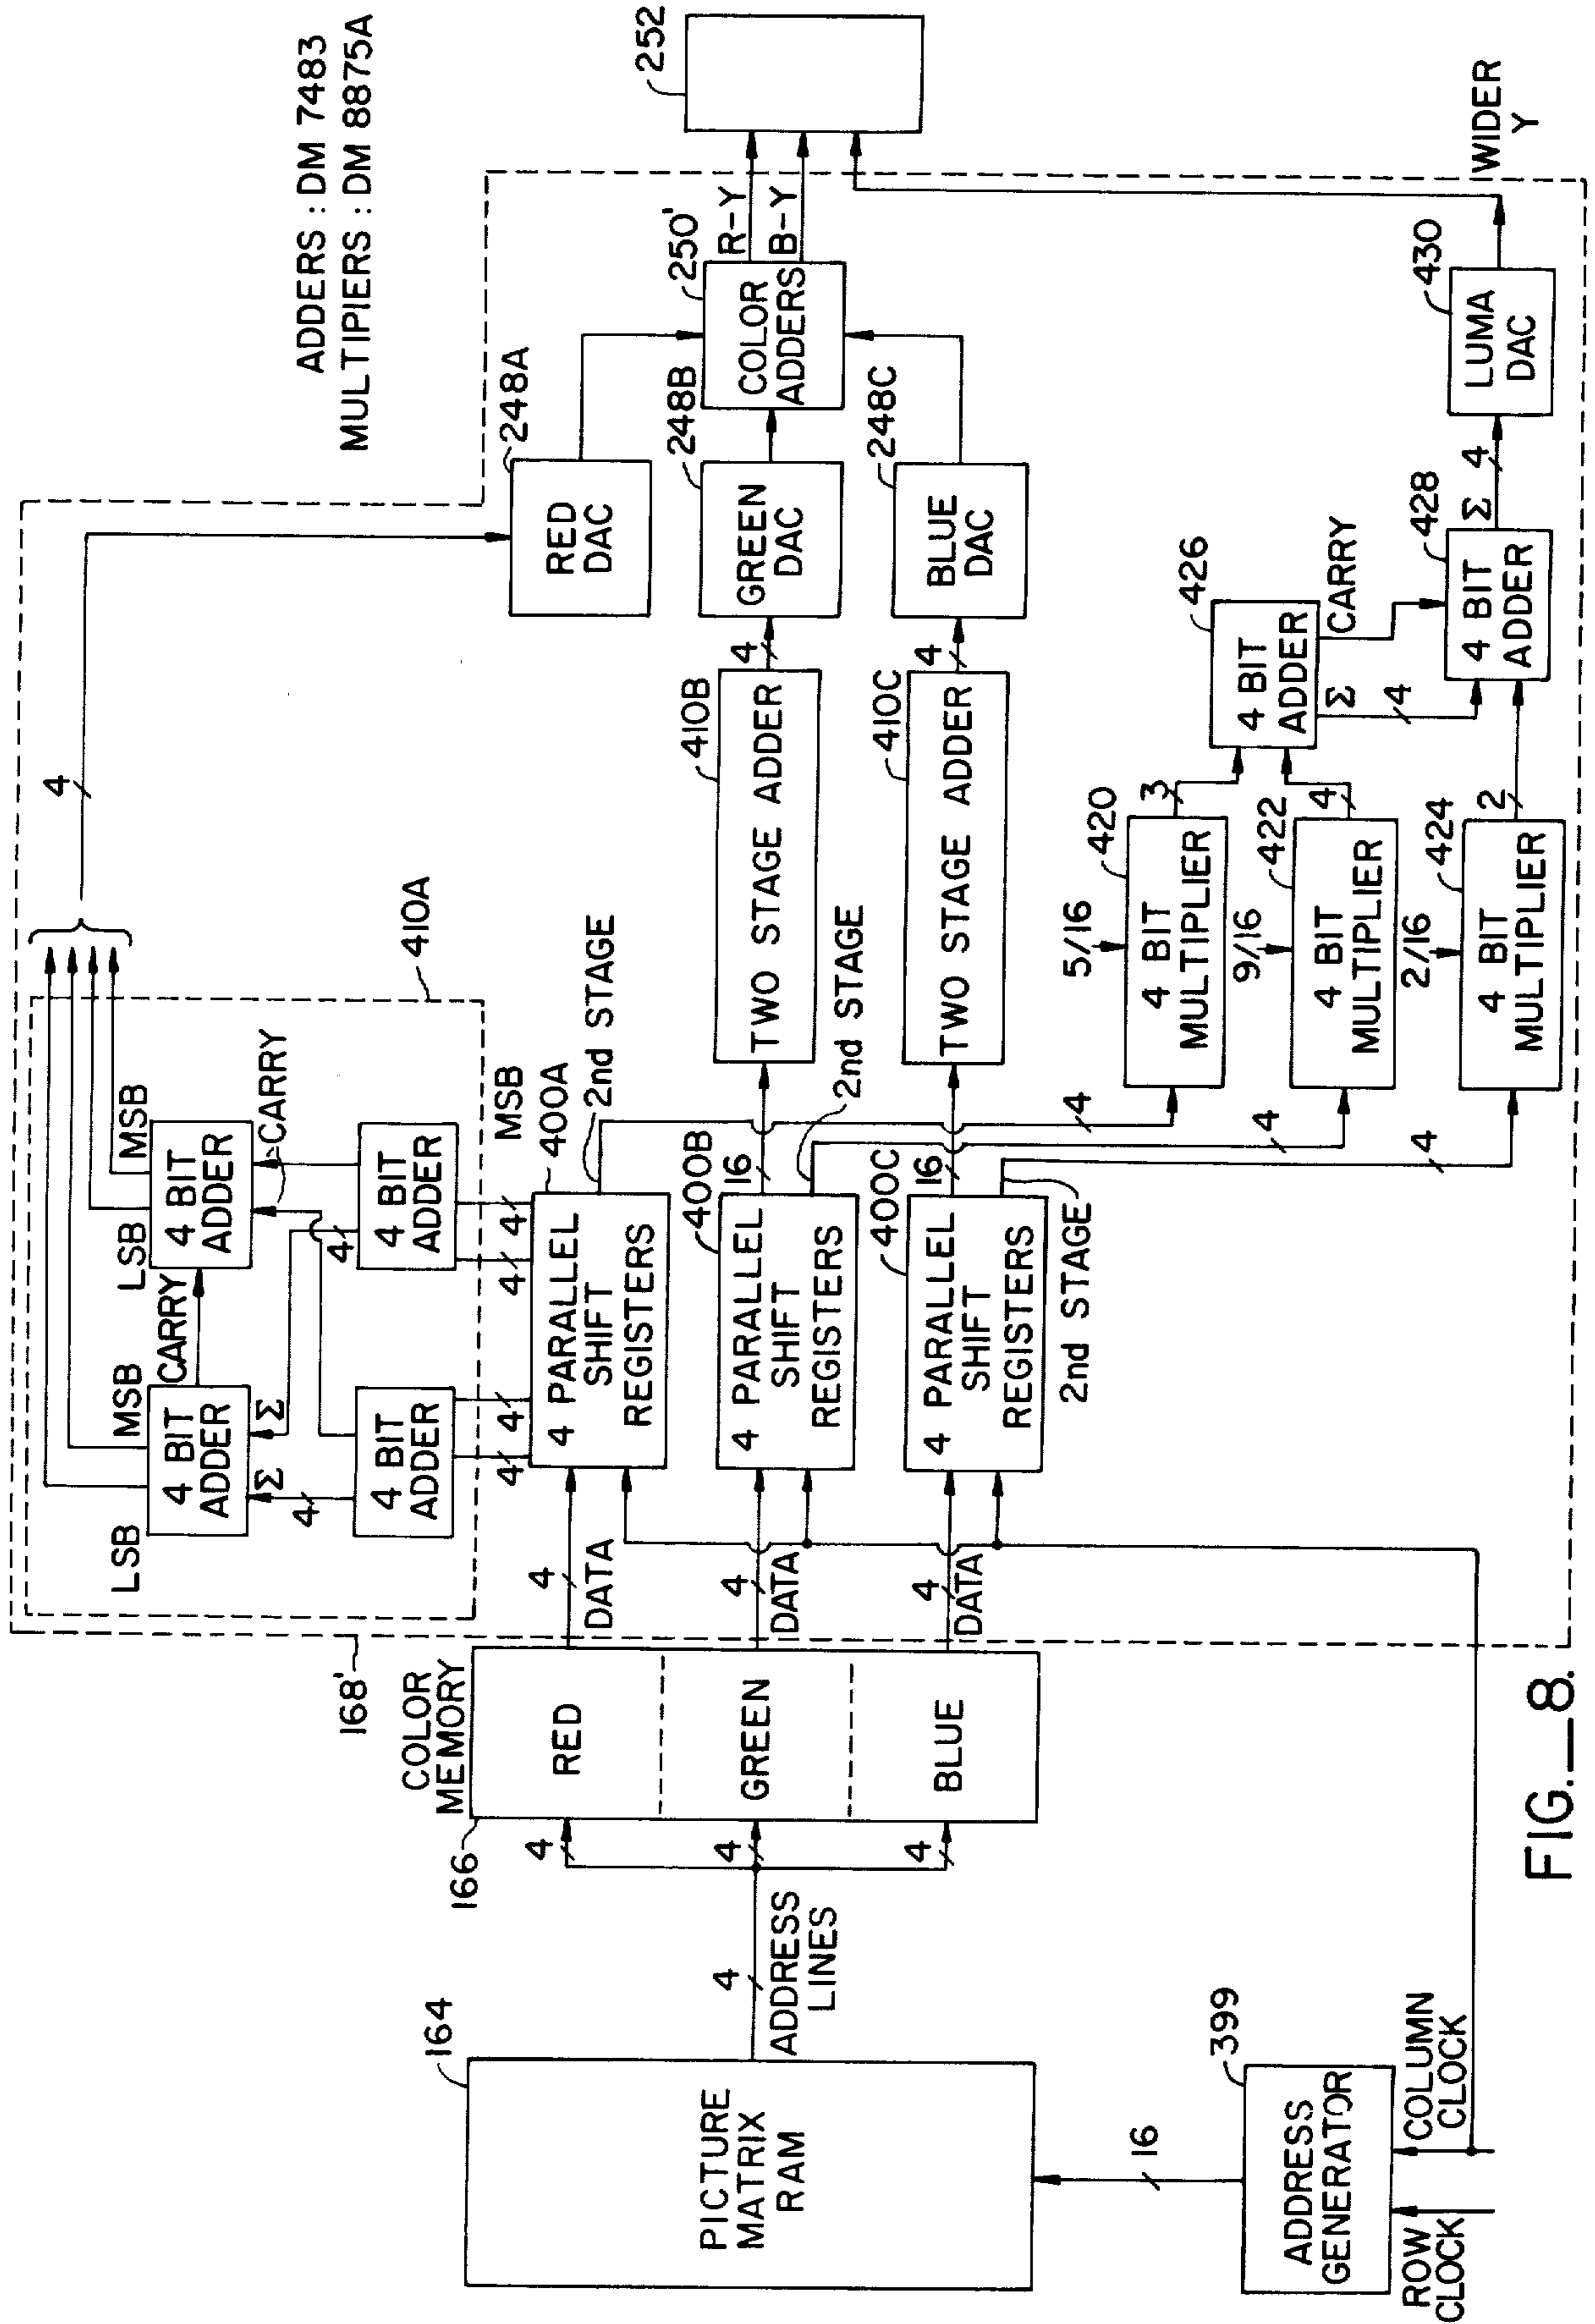 ADDERS : DM 7483
MULTIPIERS : DM 8875A
168'
410A
LSB
MSB
LSB
MSB
4 BIT
ADDER
CARRY
4 BIT
ADDER
CARRY
Σ
Σ
4
4
4 BIT
ADDER
4 BIT
ADDER
4
4
4
4
4
MSB
400A
2nd STAGE
COLOR
MEMORY
166
RED
GREEN
BLUE
4
4
4
164
PICTURE
MATRIX
RAM
4
ADDRESS
LINES
16
399
ADDRESS
GENERATOR
ROW
CLOCK
COLUMN
CLOCK
4
DATA
4
DATA
4
DATA
4 PARALLEL
SHIFT
REGISTERS
400B
4 PARALLEL
SHIFT
REGISTERS
16
2nd STAGE
400C
4 PARALLEL
SHIFT
REGISTERS
16
2nd STAGE
4
4
4
410B
TWO STAGE ADDER
4
410C
TWO STAGE ADDER
4
248A
RED
DAC
248B
GREEN
DAC
248C
BLUE
DAC
250'
COLOR
ADDERS
R-Y
B-Y
252
5/16
420
4 BIT
MULTIPLIER
3
9/16
422
4 BIT
MULTIPLIER
4
2/16
424
4 BIT
MULTIPLIER
2
426
4 BIT
ADDER
Σ
4
CARRY
428
4 BIT
ADDER
Σ
4
430
LUMA
DAC
WIDER
Y
FIG.__8.